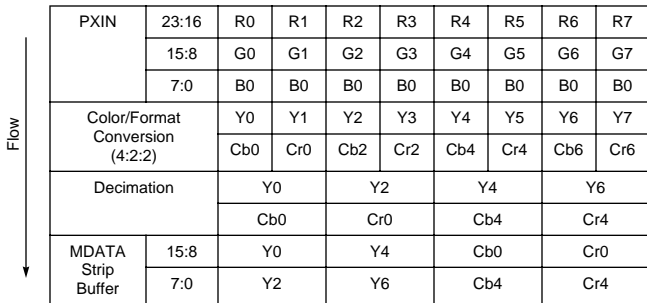 Flow
PXIN 23:16 R0 R1 R2 R3 R4 R5 R6 R7
15:8 G0 G1 G2 G3 G4 G5 G6 G7
7:0 B0 B0 B0 B0 B0 B0 B0 B0
Color/Format Conversion (4:2:2) Y0 Y1 Y2 Y3 Y4 Y5 Y6 Y7
Cb0 Cr0 Cb2 Cr2 Cb4 Cr4 Cb6 Cr6
Decimation Y0 Y2 Y4 Y6
Cb0 Cr0 Cb4 Cr4
MDATA Strip Buffer 15:8 Y0 Y4 Cb0 Cr0
7:0 Y2 Y6 Cb4 Cr4